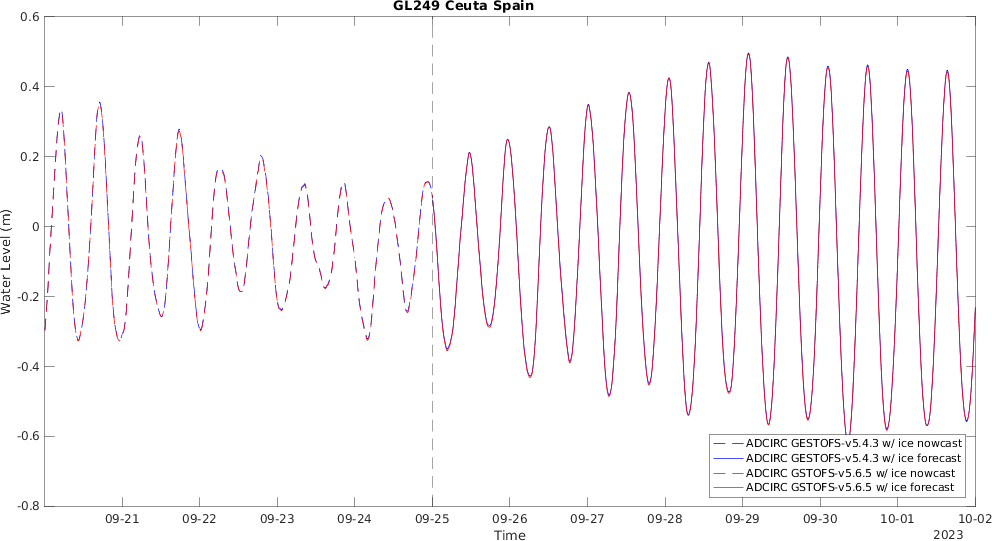 GL249 Ceuta Spain
0.6
0.4
0.2
0
-0.2
-0.4
-0.6
-0.8
Water Level (m)
ADCIRC GESTOFS-v5.4.3 w/ ice nowcast
ADCIRC GESTOFS-v5.4.3 w/ ice forecast
ADCIRC GSTOFS-v5.6.5 w/ ice nowcast
ADCIRC GSTOFS-v5.6.5 w/ ice forecast
09-21 09-22 09-23 09-24 09-25 09-26 09-27 09-28 09-29 09-30 10-01 10-02
Time
2023